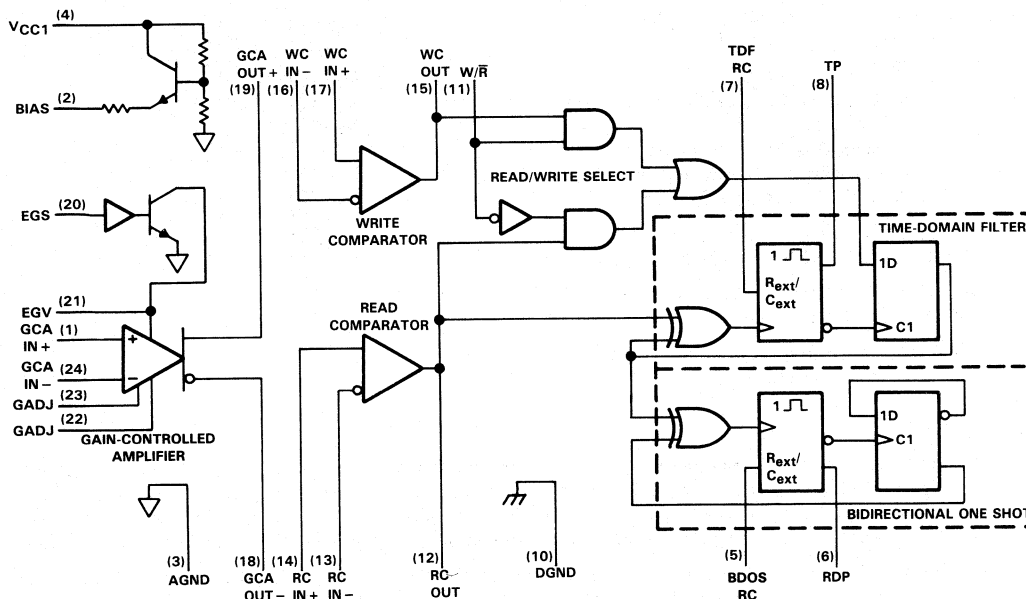 (4)
VCC1
(2)
BIAS
GCA
OUT+
(19)
WC
IN−
(16)
WC
IN+
(17)
WC
OUT
(15)
W/R̅
(11)
TDF
RC
(7)
TP
(8)
READ/WRITE SELECT
WRITE
COMPARATOR
(20)
EGS
TIME-DOMAIN FILTER
1
Rext/
Cext
1D
C1
(21)
EGV
GCA
IN+
(1)
+
GCA
IN−
(24)
−
(23)
GADJ
(22)
GADJ
GAIN-CONTROLLED
AMPLIFIER
READ
COMPARATOR
1
Rext/
Cext
1D
C1
BIDIRECTIONAL ONE SHOT
(3)
AGND
(18)
GCA
OUT−
(14)
RC
IN+
(13)
RC
IN−
(12)
RC
OUT
(10)
DGND
(5)
BDOS
RC
(6)
RDP